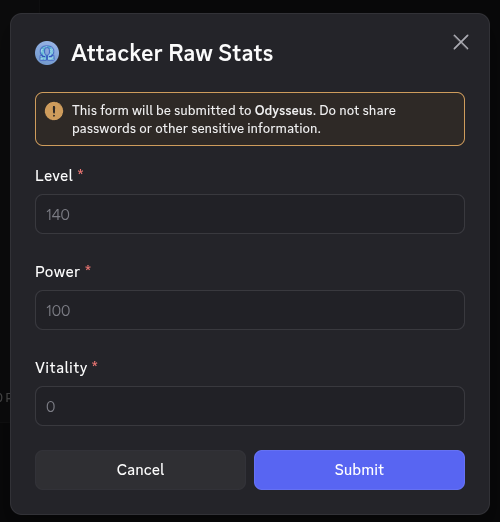 Attacker Raw Stats
This form will be submitted to Odysseus. Do not share
passwords or other sensitive information.
Level *
140
Power *
100
Vitality *
0
Cancel Submit